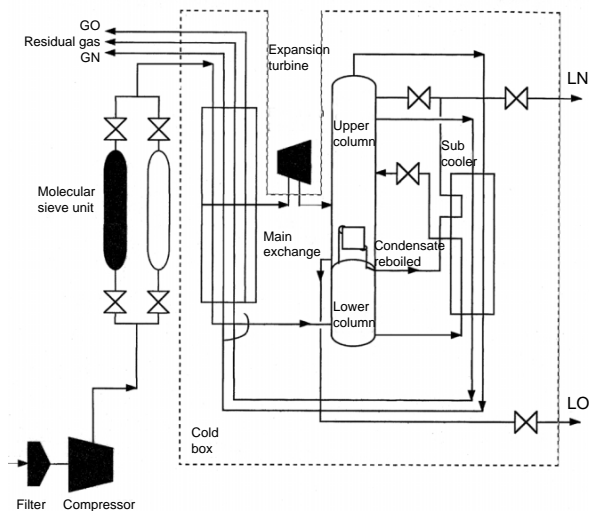 GO
Residual gas
GN
Expansion
turbine
LN
Upper
column
Sub
cooler
Molecular
sieve unit
Main
exchange
Condensate
reboiled
Lower
column
LO
Cold
box
Filter
Compressor